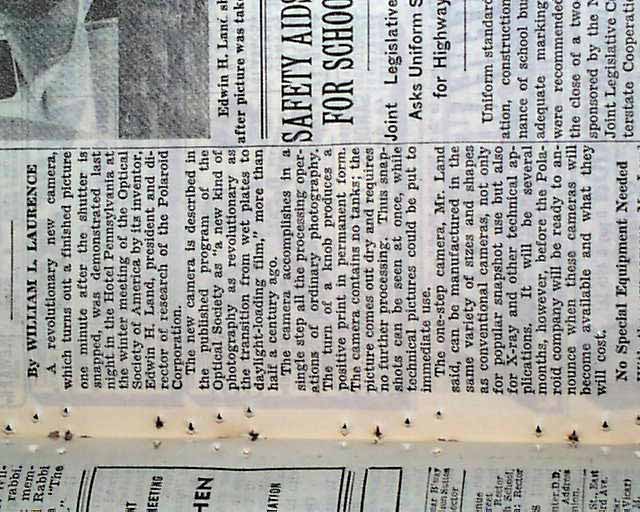 By WILLIAM L. LAURENCE
A revolutionary new camera,
which turns out a finished picture
one minute after the shutter is
snapped, was demonstrated last
night in the Hotel Pennsylvania at
the winter meeting of the Optical
Society of America by its inventor,
Edwin H. Land, president and di-
rector of research of the Polaroid
Corporation.
The new camera is described in
the published program of the
Optical Society as "a new kind of
photography as revolutionary as
the transition from wet plates to
daylight-loading film," more than
half a century ago.
The camera accomplishes in a
single step all the processing oper-
ations of ordinary photography.
The turn of a knob produces a
positive print in permanent form.
The camera contains no tanks; the
picture comes out dry and requires
no further processing. Thus snap-
shots can be seen at once, while
technical pictures could be put to
immediate use.
The one-step camera, Mr. Land
said, can be manufactured in the
same variety of sizes and shapes
as conventional cameras, not only
for popular snapshot use but also
for X-ray and other technical ap-
plications. It will be several
months, however, before the Pola-
roid company will be ready to an-
nounce when these cameras will
become available and what they
will cost.
No Special Equipment Needed
Edwin H. Land sh
after picture was tak
SAFETY AIDS
FOR SCHOO
Joint Legislative
Asks Uniform S
for Highway
Uniform standard
ation, construction
nance of school bu
adequate marking
were recommended
the close of a two-
sponsored by the N
Joint Legislative Co
terstate Cooperati
rabbi.
mem-
Rabbi
"The
MEETING
HEN
IATION